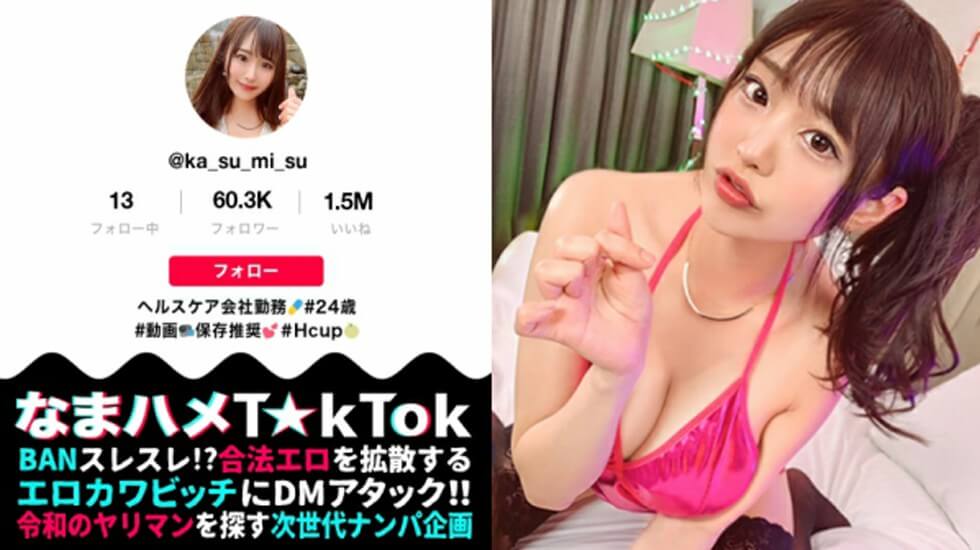 @ka_su_mi_su
13 60.3K 1.5M
フォロー中 フォロワー いいね
フォロー
ヘルスケア会社勤務💊#24歳
#動画📹保存推奨💕#Hcup🍈
なまハメT★kTok
BANスレスレ!?合法エロを拡散する
エロカワビッチにDMアタック!!
令和のヤリマンを探す次世代ナンパ企画